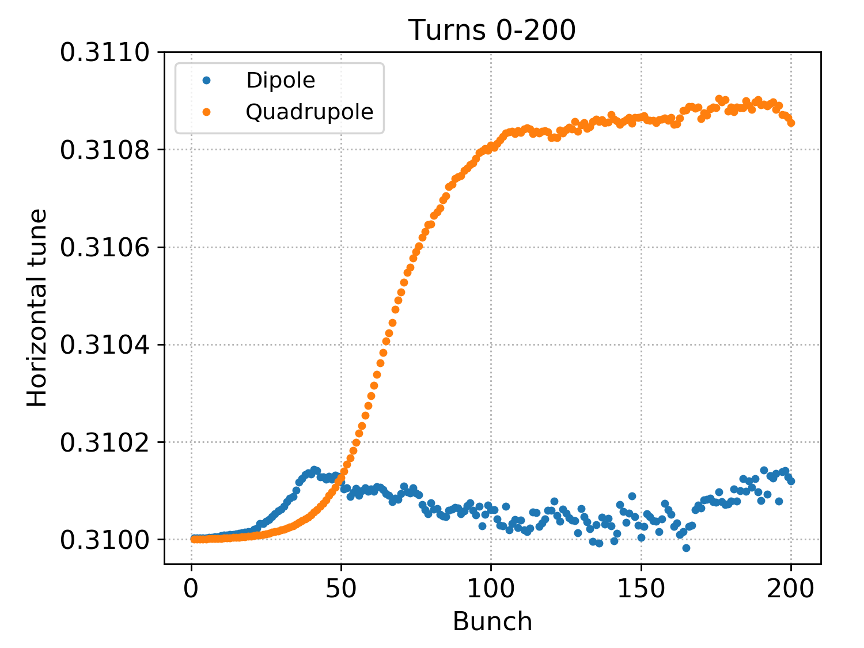 Turns 0-200
0.3110
0.3108
0.3106
0.3104
0.3102
0.3100
Horizontal tune
Dipole
Quadrupole
0 50 100 150 200
Bunch